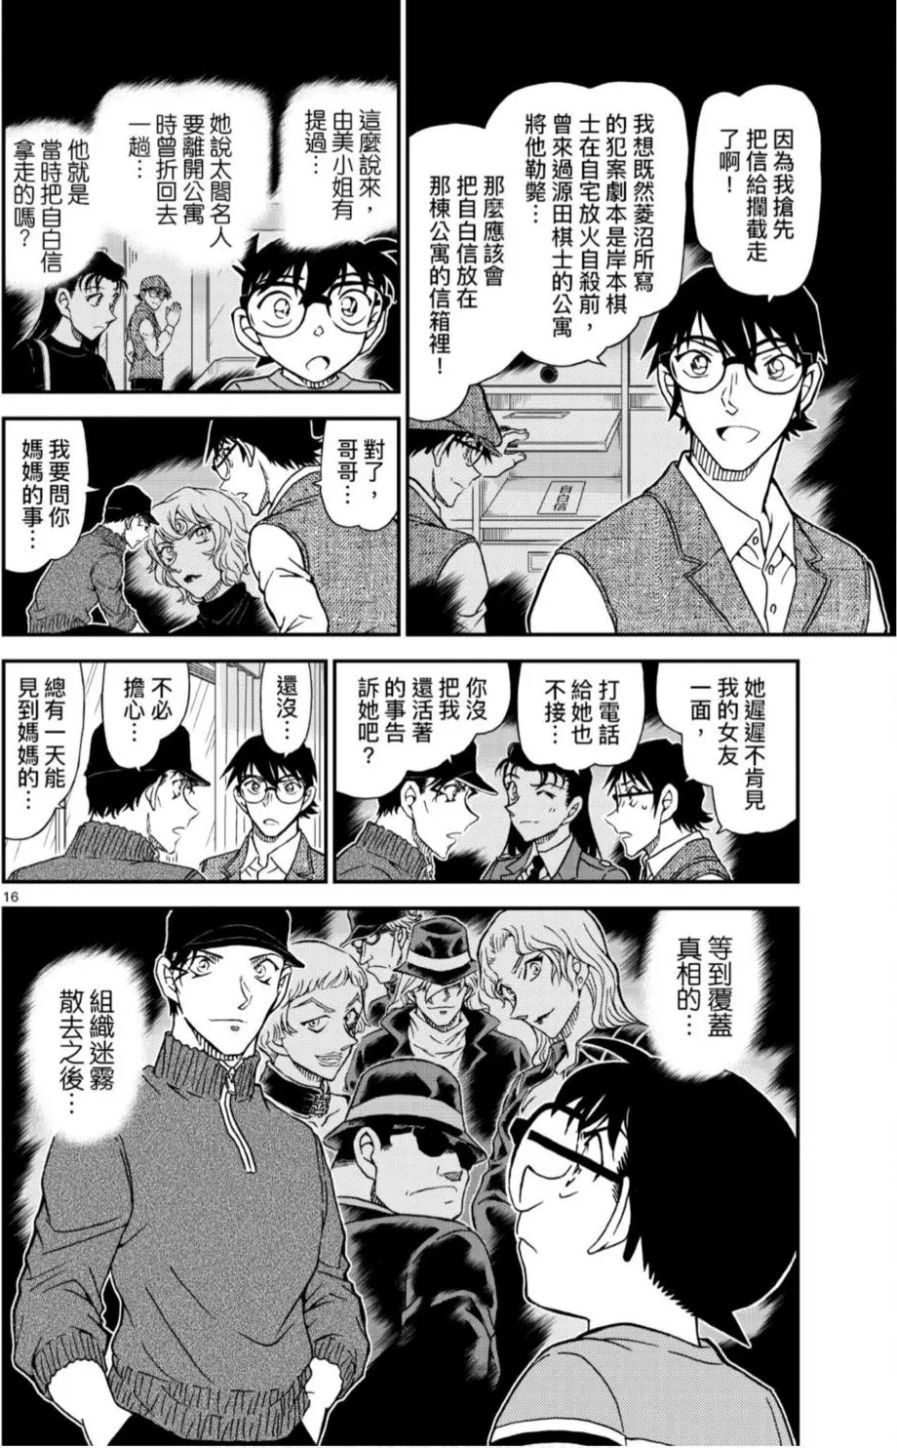 因為我搶先
把信給攔截走
了啊！
我想既然菱沼所寫
的犯案劇本是岸本棋
士在自宅放火自殺前，
曾來過源田棋士的公寓
將他勒斃…
那麼應該會
把自白信放在
那棟公寓的信箱裡！
自白信
這麼說來，
由美小姐有
提過…
她說太閤名人
要離開公寓
時曾折回去
一趟…
他就是
當時把自白信
拿走的嗎？
對了，
哥哥…
我要問你
媽媽的事…
她遲遲不肯見
我的女友
一面，
打電話
給她也
不接…
你沒
把我
還活著
的事告
訴她吧？
還沒…
不必
擔心…
總有一天能
見到媽媽的…
16
等到覆蓋
真相的…
組織迷霧
散去之後…